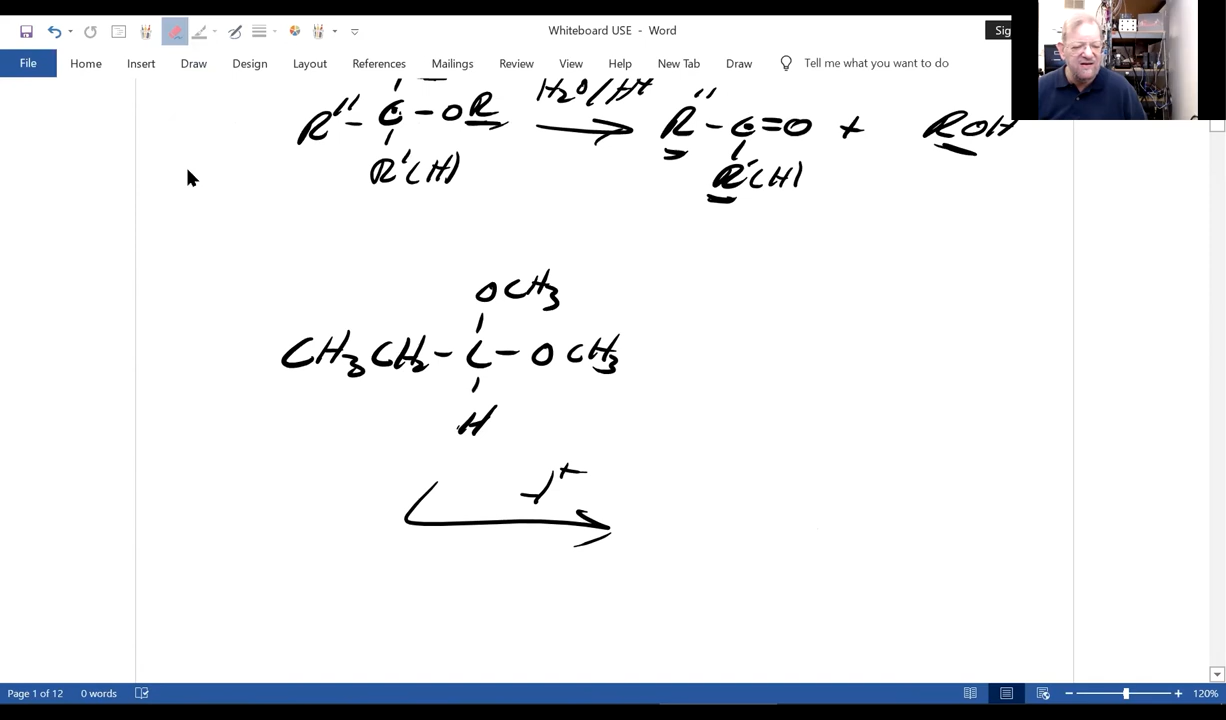 Whiteboard USE - Word
Sig
File Home Insert Draw Design Layout References Mailings Review View Help New Tab Draw Tell me what you want to do
R'' - C - OR H2O/H+ R'' - C = O + ROH
R'(H) R'(H)
OCH3
CH3CH2 - C - OCH3
H
Page 1 of 12 0 words 120%